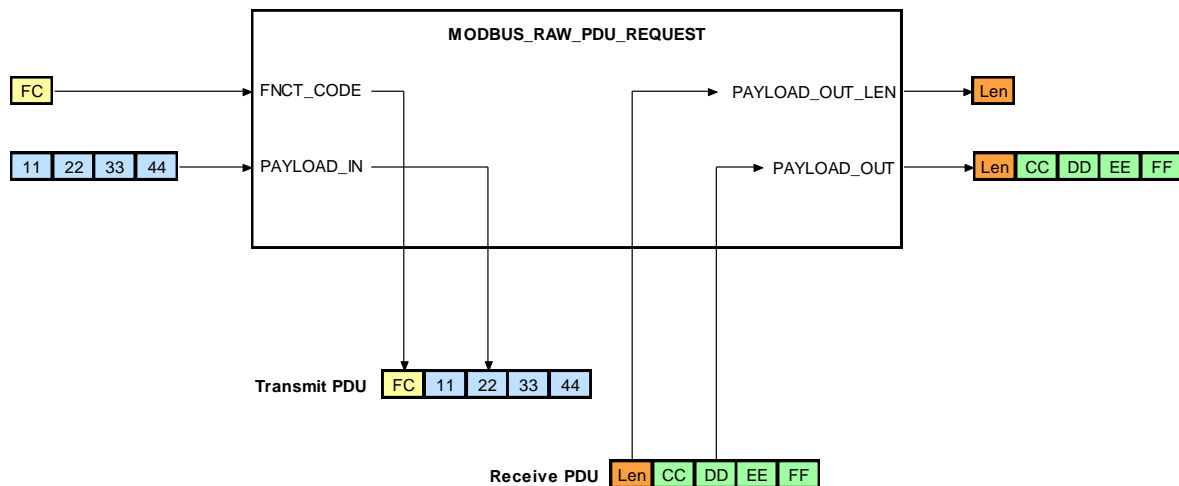 MODBUS_RAW_PDU_REQUEST
FC FNCT_CODE PAYLOAD_OUT_LEN Len
11 22 33 44 PAYLOAD_IN PAYLOAD_OUT Len CC DD EE FF
Transmit PDU FC 11 22 33 44
Receive PDU Len CC DD EE FF